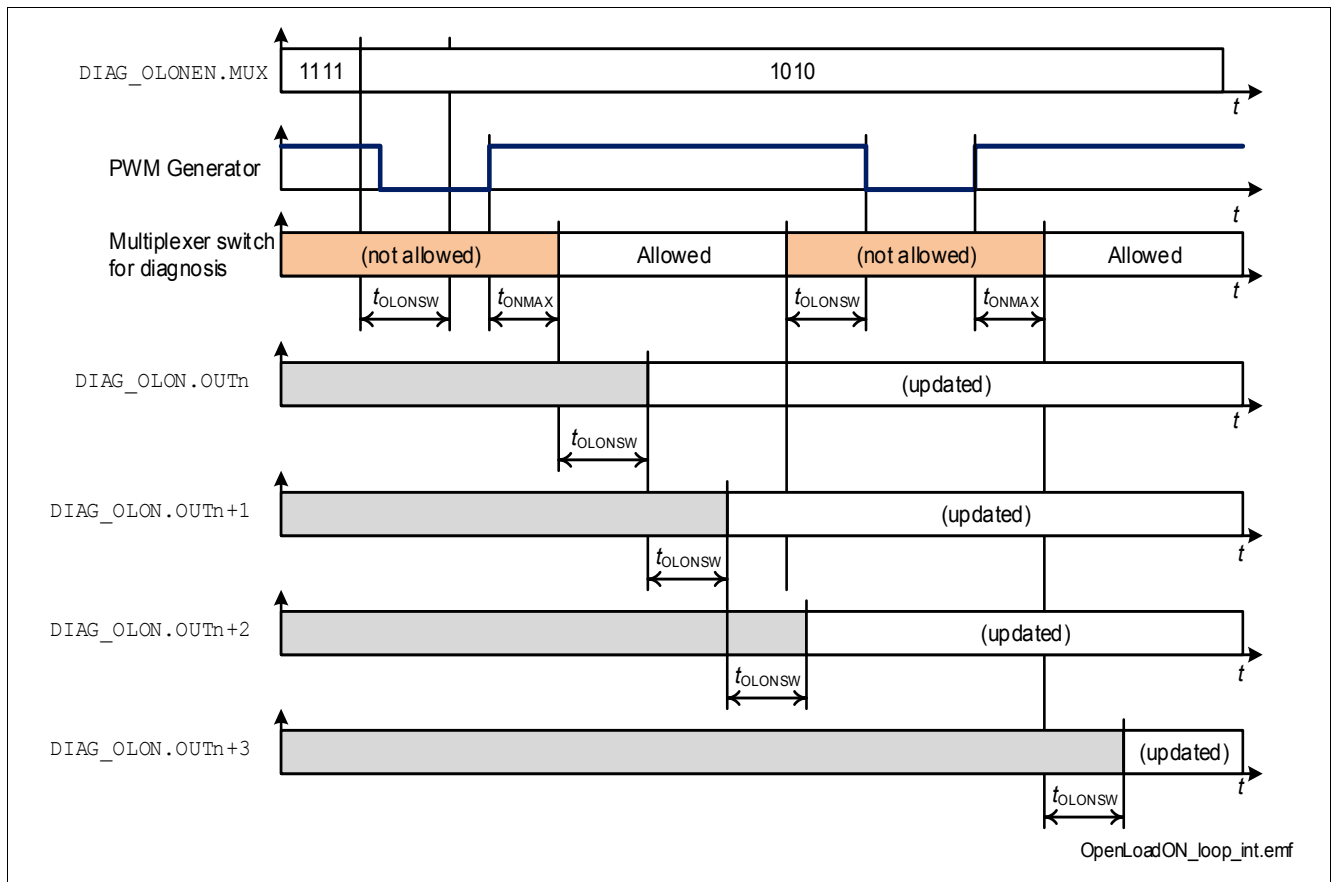 DIAG_OLONEN.MUX
1111
1010
t
PWM Generator
t
Multiplexer switch
for diagnosis
(not allowed)
Allowed
(not allowed)
Allowed
t
tOLONSW
tONMAX
tOLONSW
tONMAX
DIAG_OLON.OUTn
(updated)
t
tOLONSW
DIAG_OLON.OUTn+1
(updated)
t
tOLONSW
DIAG_OLON.OUTn+2
(updated)
t
tOLONSW
DIAG_OLON.OUTn+3
(updated)
t
tOLONSW
OpenLoadON_loop_int.emf